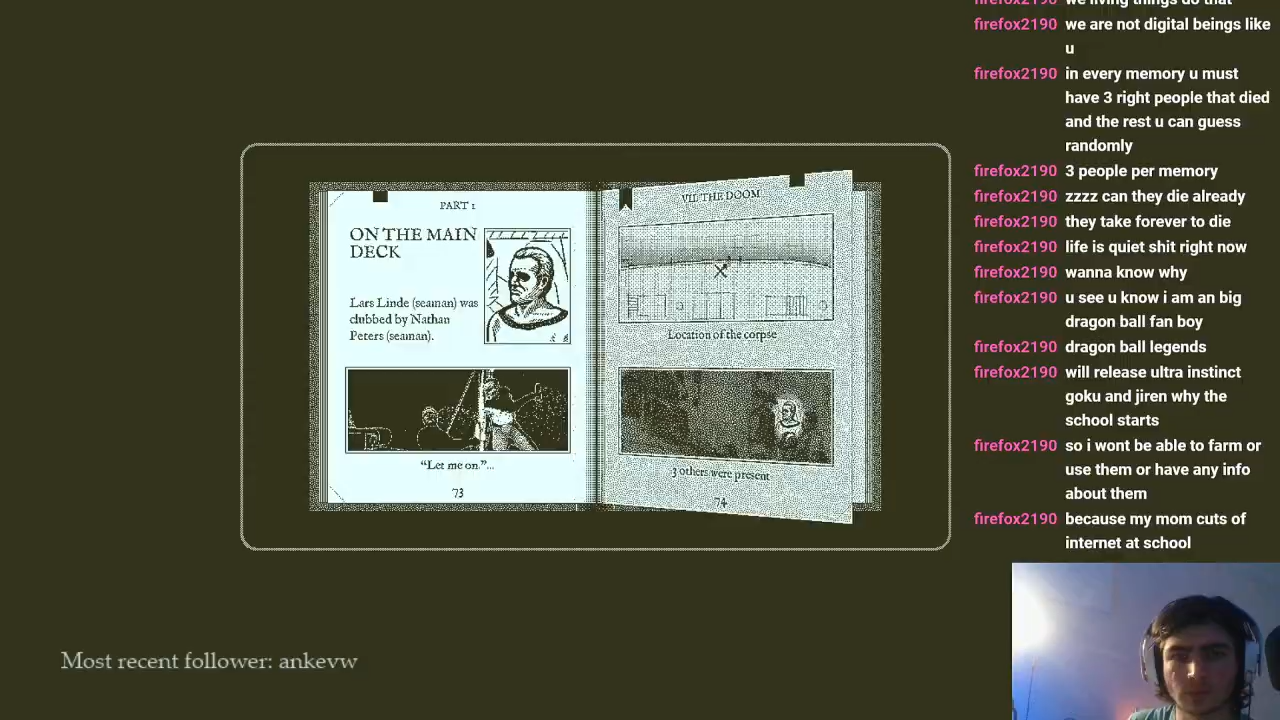 PART 1
ON THE MAIN
DECK
Lars Linde (seaman) was
clubbed by Nathan
Peters (seaman).
"Let me on."...
73
VII THE DOOM
Location of the corpse
3 others were present
74
Most recent follower: ankevw
firefox2190 we living things do that
firefox2190 we are not digital beings like
u
firefox2190 in every memory u must
have 3 right people that died
and the rest u can guess
randomly
firefox2190 3 people per memory
firefox2190 zzzz can they die already
firefox2190 they take forever to die
firefox2190 life is quiet shit right now
firefox2190 wanna know why
firefox2190 u see u know i am an big
dragon ball fan boy
firefox2190 dragon ball legends
firefox2190 will release ultra instinct
goku and jiren why the
school starts
firefox2190 so i wont be able to farm or
use them or have any info
about them
firefox2190 because my mom cuts of
internet at school